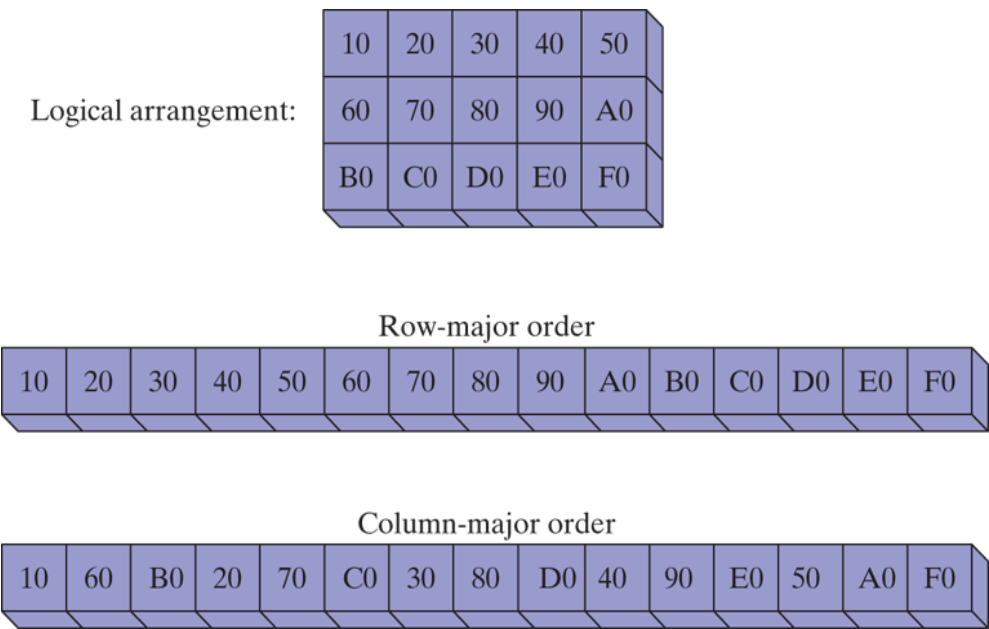 10 20 30 40 50
Logical arrangement: 60 70 80 90 A0
B0 C0 D0 E0 F0
Row-major order
10 20 30 40 50 60 70 80 90 A0 B0 C0 D0 E0 F0
Column-major order
10 60 B0 20 70 C0 30 80 D0 40 90 E0 50 A0 F0